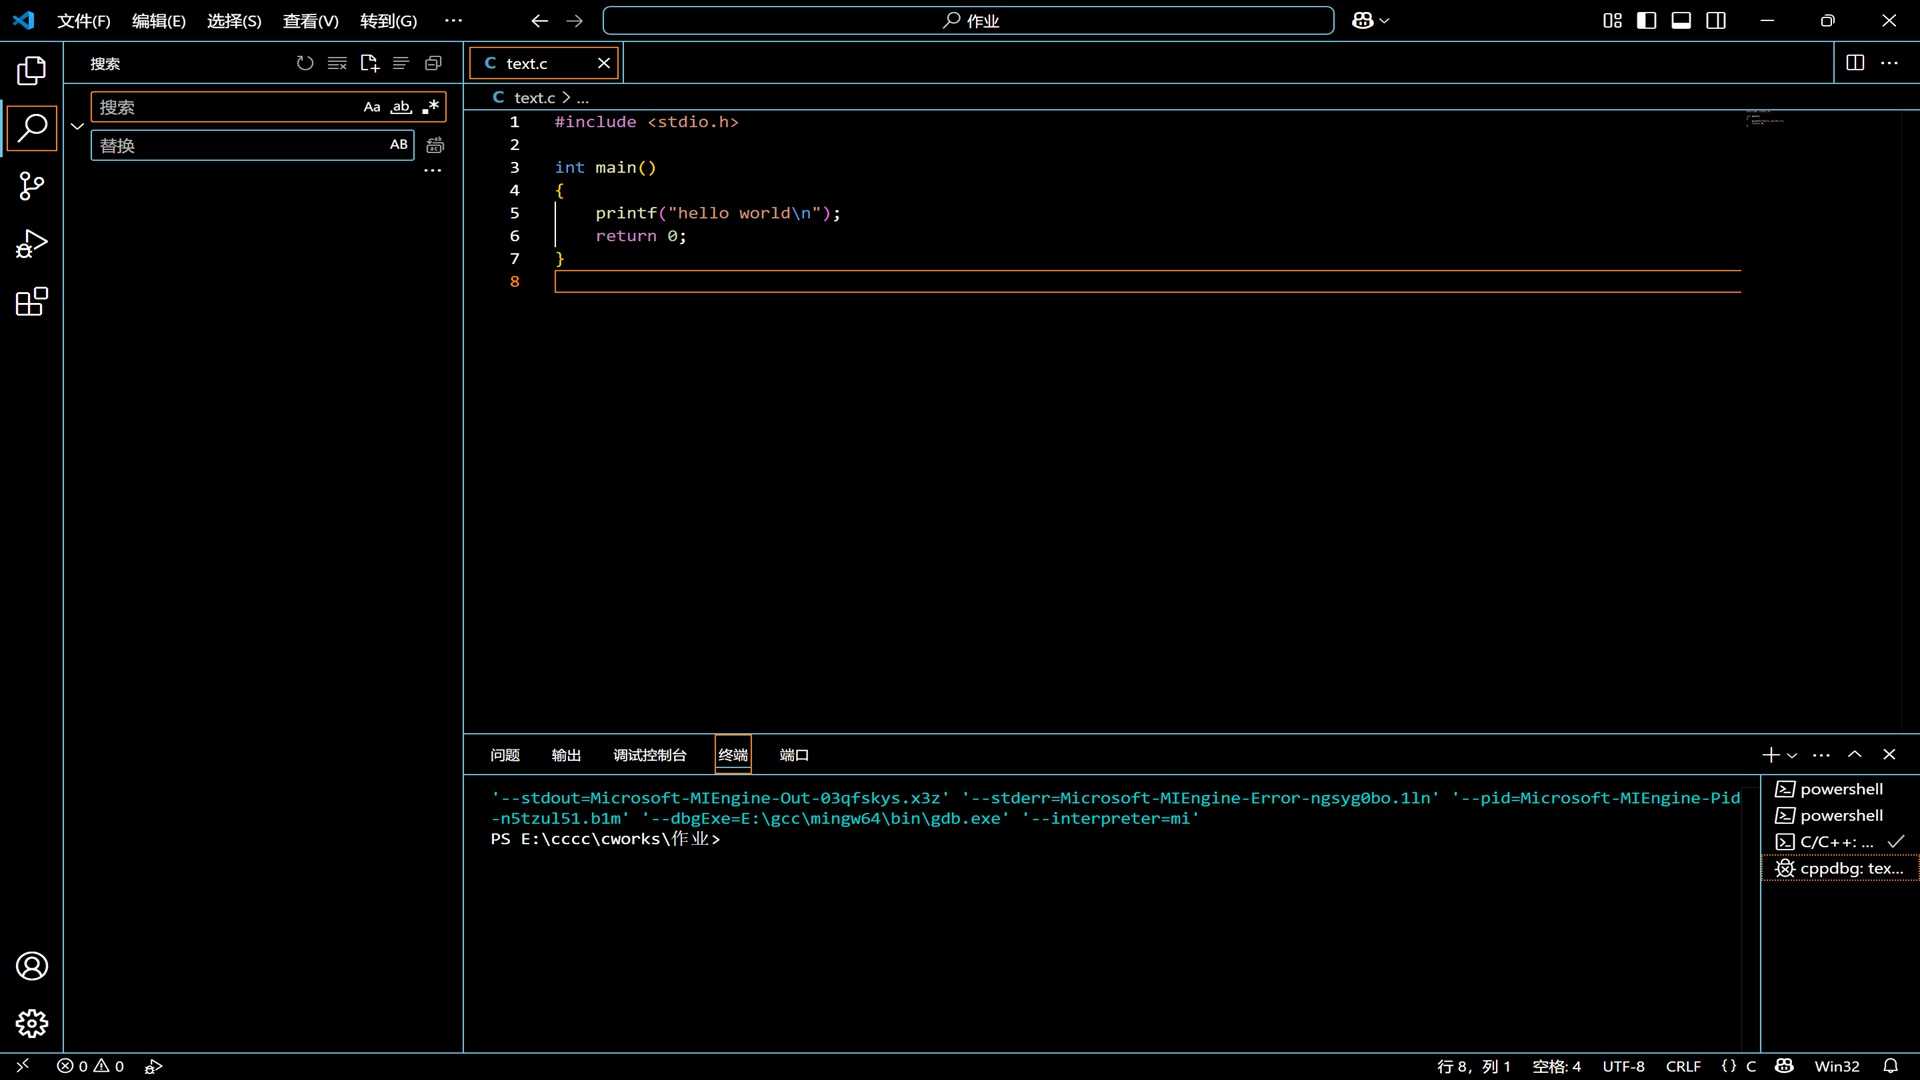 文件(F) 编辑(E) 选择(S) 查看(V) 转到(G) ··· 作业
搜索
搜索 Aa ab .*
替换 AB
···
C text.c
C text.c > ...
1 #include <stdio.h>
2
3 int main()
4 {
5     printf("hello world\n");
6     return 0;
7 }
8
问题 输出 调试控制台 终端 端口
'--stdout=Microsoft-MIEngine-Out-03qfskys.x3z' '--stderr=Microsoft-MIEngine-Error-ngsyg0bo.1ln' '--pid=Microsoft-MIEngine-Pid
-n5tzul51.b1m' '--dbgExe=E:\gcc\mingw64\bin\gdb.exe' '--interpreter=mi'
PS E:\cccc\cworks\作业>
powershell
powershell
C/C++: ...
cppdbg: tex...
0 0 行 8，列 1 空格: 4 UTF-8 CRLF {} C Win32